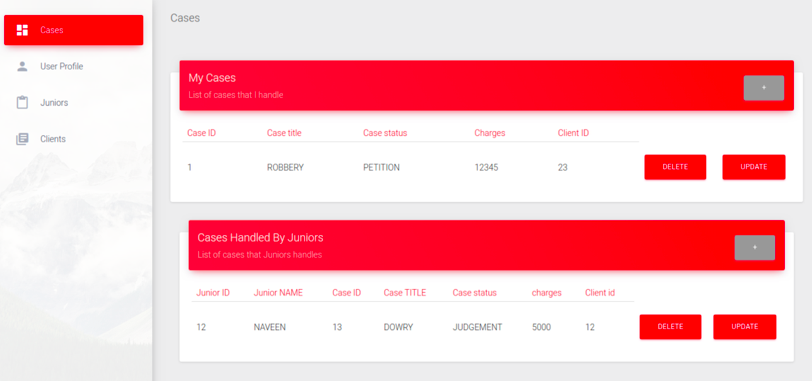 Cases
User Profile
Juniors
Clients
Cases
My Cases
List of cases that I handle
+
Case ID Case title Case status Charges Client ID
1 ROBBERY PETITION 12345 23 DELETE UPDATE
Cases Handled By Juniors
List of cases that Juniors handles
+
Junior ID Junior NAME Case ID Case TITLE Case status charges Client id
12 NAVEEN 13 DOWRY JUDGEMENT 5000 12 DELETE UPDATE